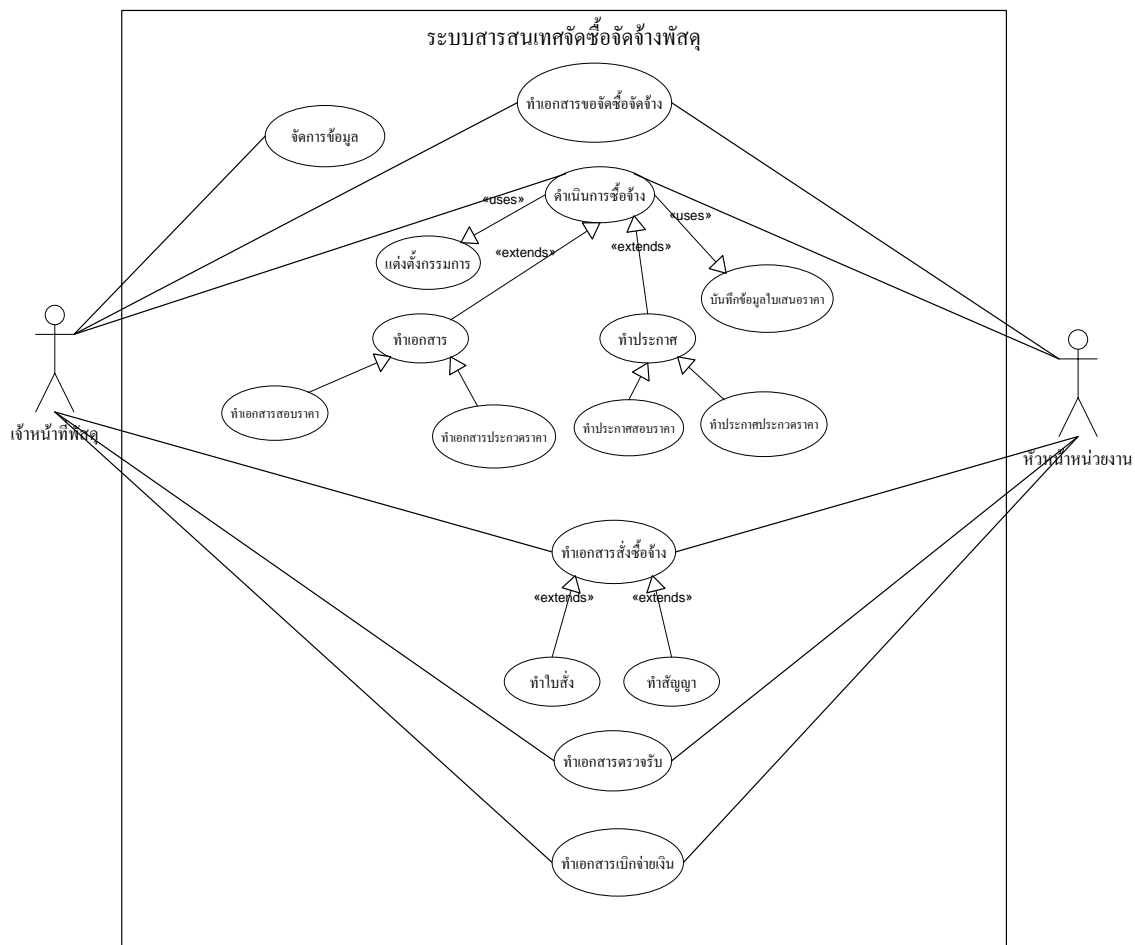 ระบบสารสนเทศจัดซื้อจัดจ้างพัสดุ
ทำเอกสารขอจัดซื้อจัดจ้าง
จัดการข้อมูล
ดำเนินการซื้อจ้าง
«uses»
«uses»
«extends»
«extends»
แต่งตั้งกรรมการ
บันทึกข้อมูลใบเสนอราคา
ทำเอกสาร
ทำประกาศ
ทำเอกสารสอบราคา
ทำเอกสารประกวดราคา
ทำประกาศสอบราคา
ทำประกาศประกวดราคา
เจ้าหน้าที่พัสดุ
หัวหน้าหน่วยงาน
ทำเอกสารสั่งซื้อจ้าง
«extends»
«extends»
ทำใบสั่ง
ทำสัญญา
ทำเอกสารตรวจรับ
ทำเอกสารเบิกจ่ายเงิน